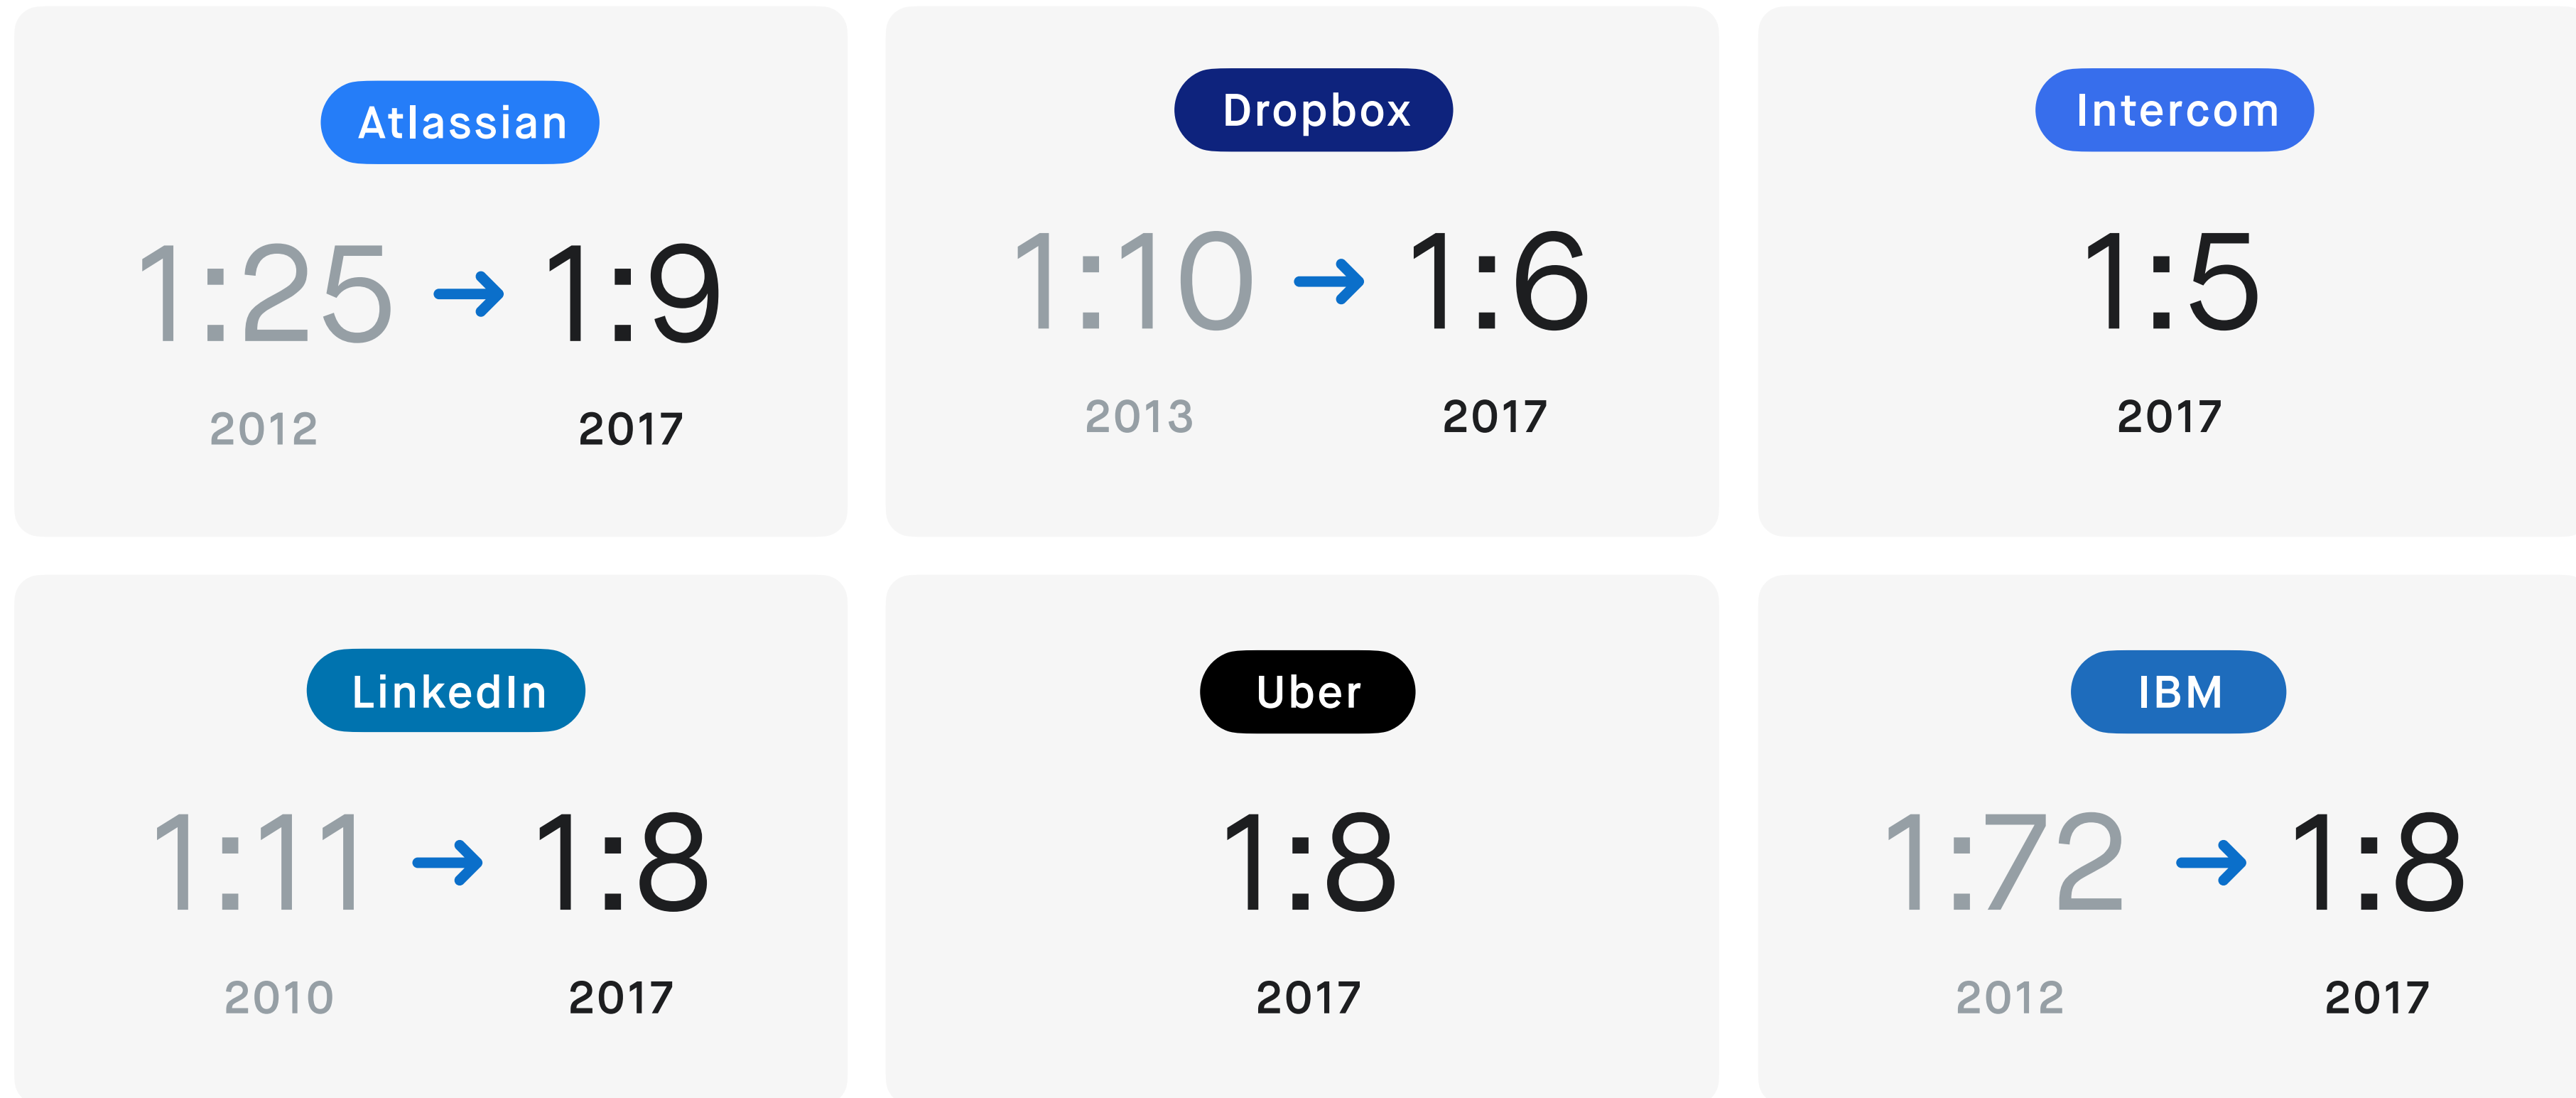 Atlassian
1:25 → 1:9
2012 2017
Dropbox
1:10 → 1:6
2013 2017
Intercom
1:5
2017
LinkedIn
1:11 → 1:8
2010 2017
Uber
1:8
2017
IBM
1:72 → 1:8
2012 2017